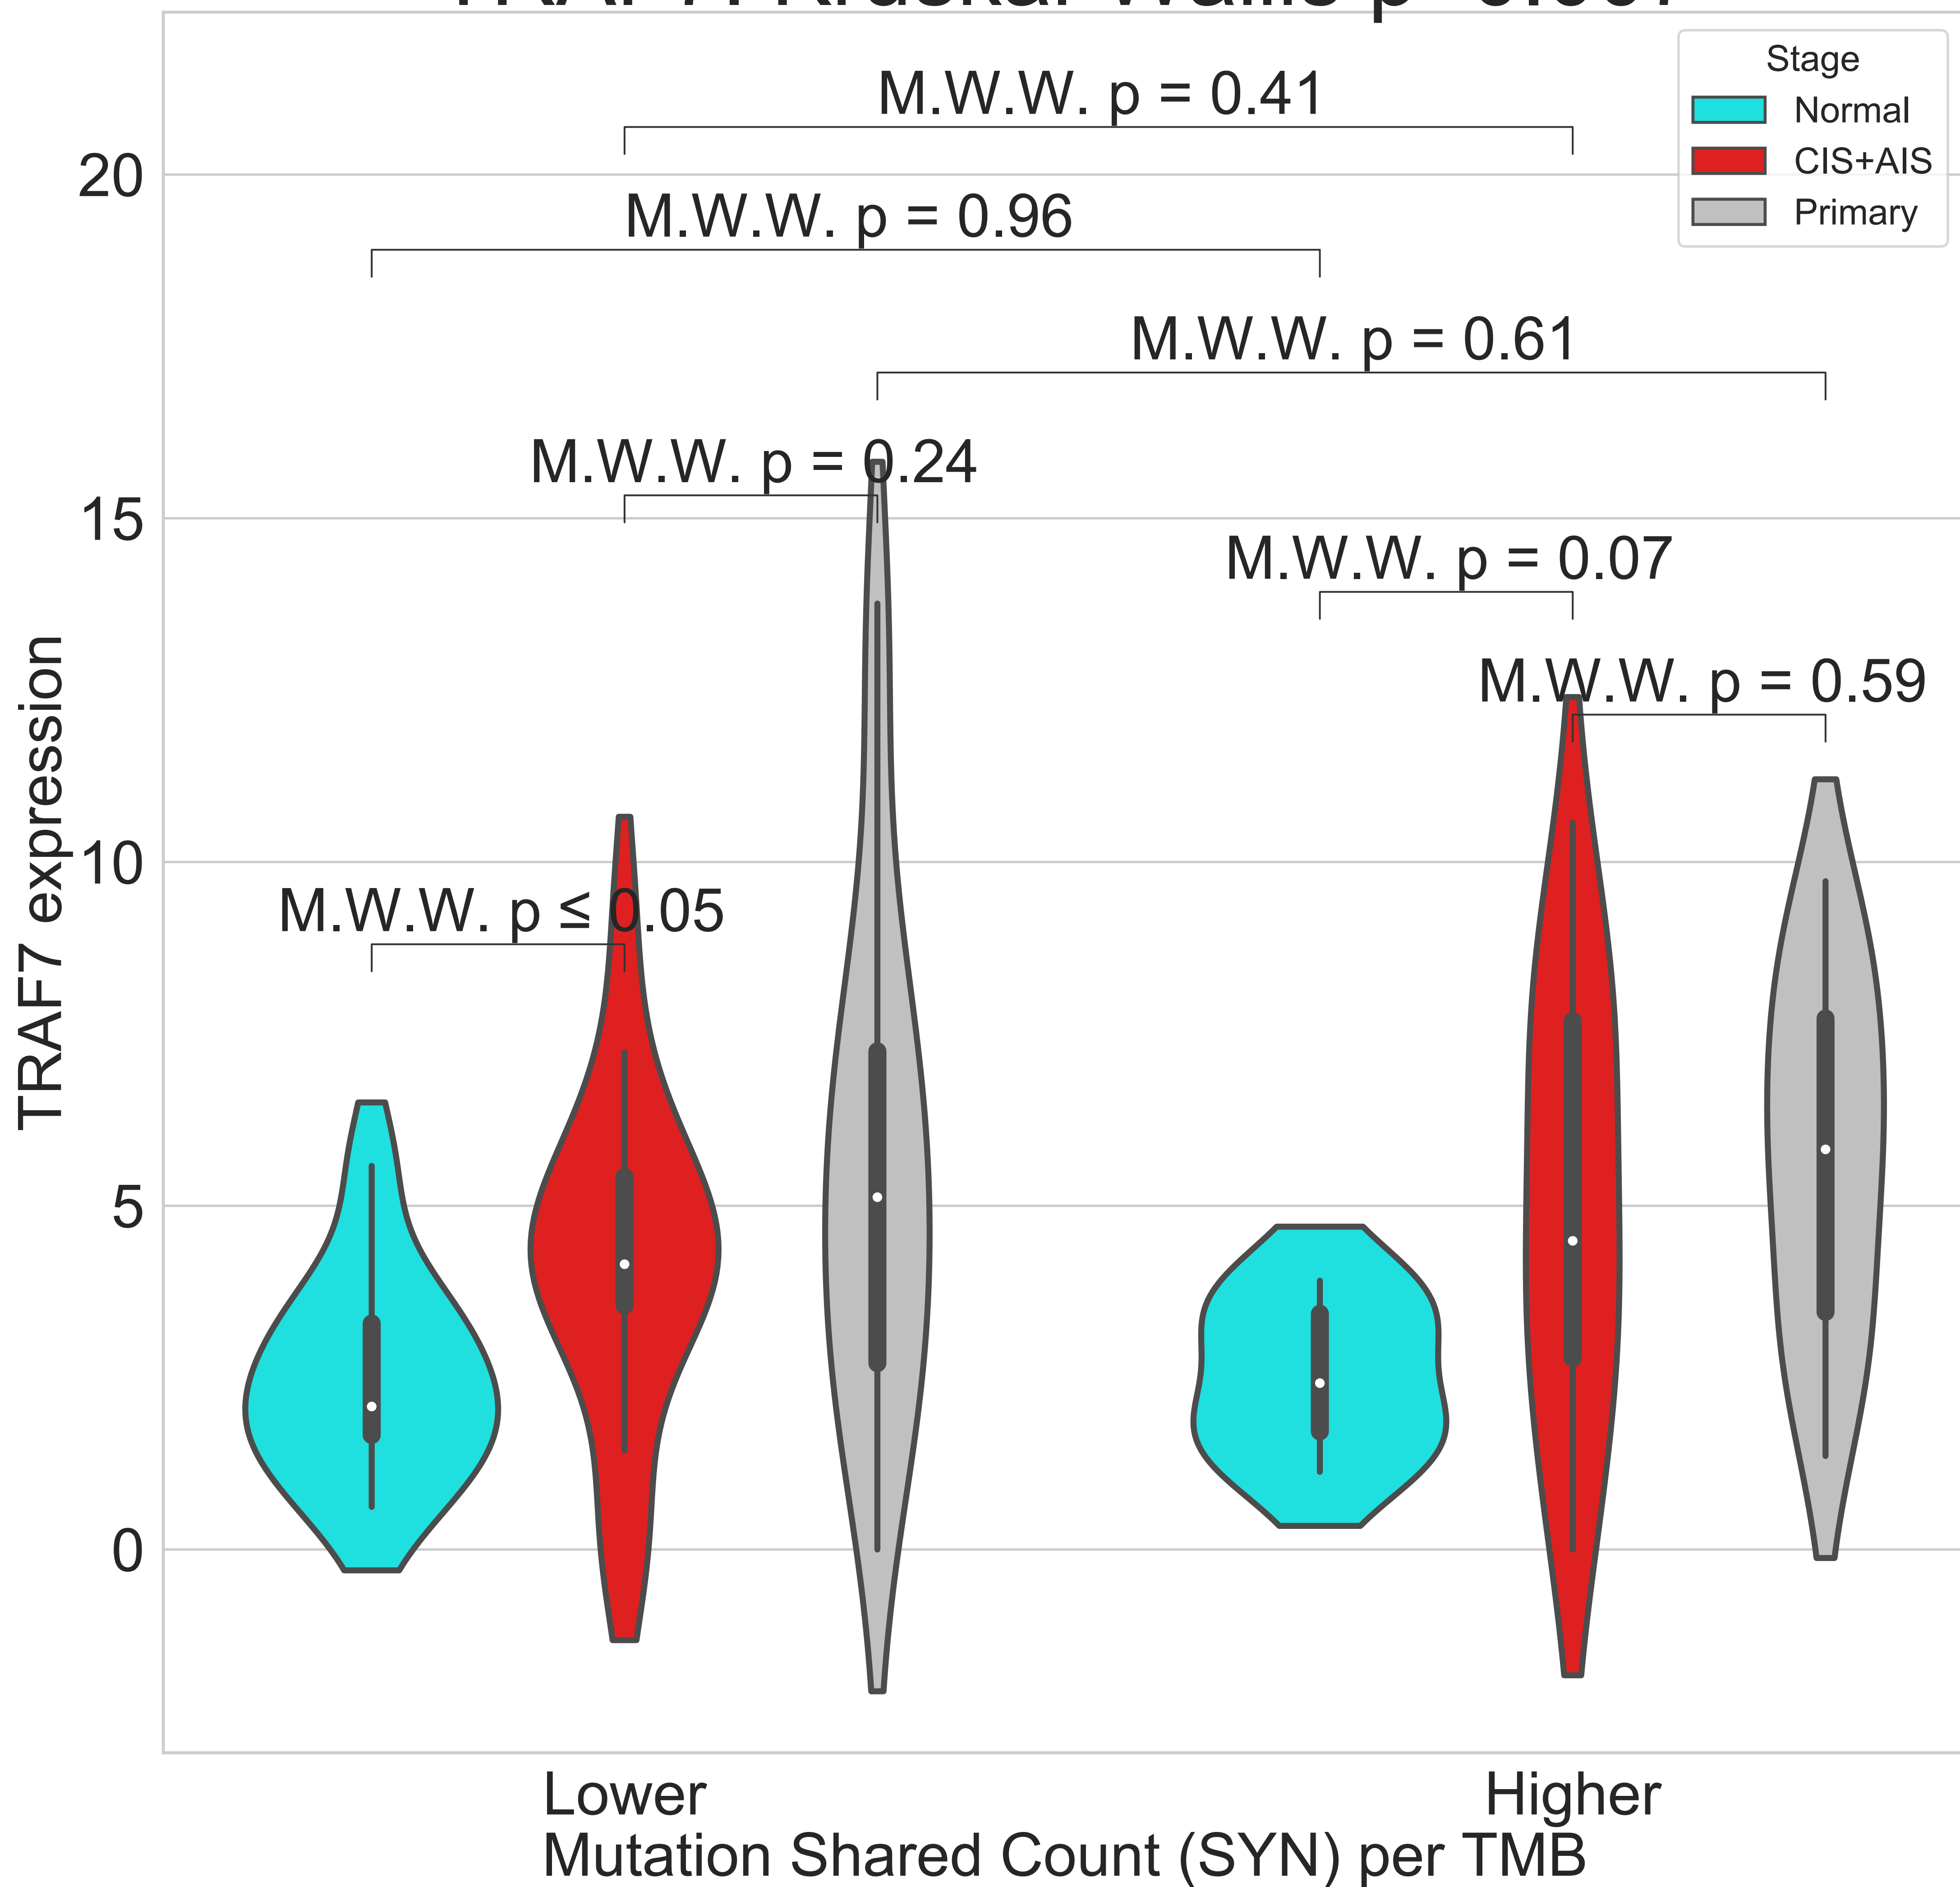 Stage
Normal
CIS+AIS
Primary
M.W.W. p = 0.41
M.W.W. p = 0.96
M.W.W. p = 0.61
M.W.W. p = 0.24
M.W.W. p = 0.07
M.W.W. p = 0.59
M.W.W. p ≤ 0.05
20
15
10
5
0
TRAF7 expression
Lower
Higher
Mutation Shared Count (SYN) per TMB